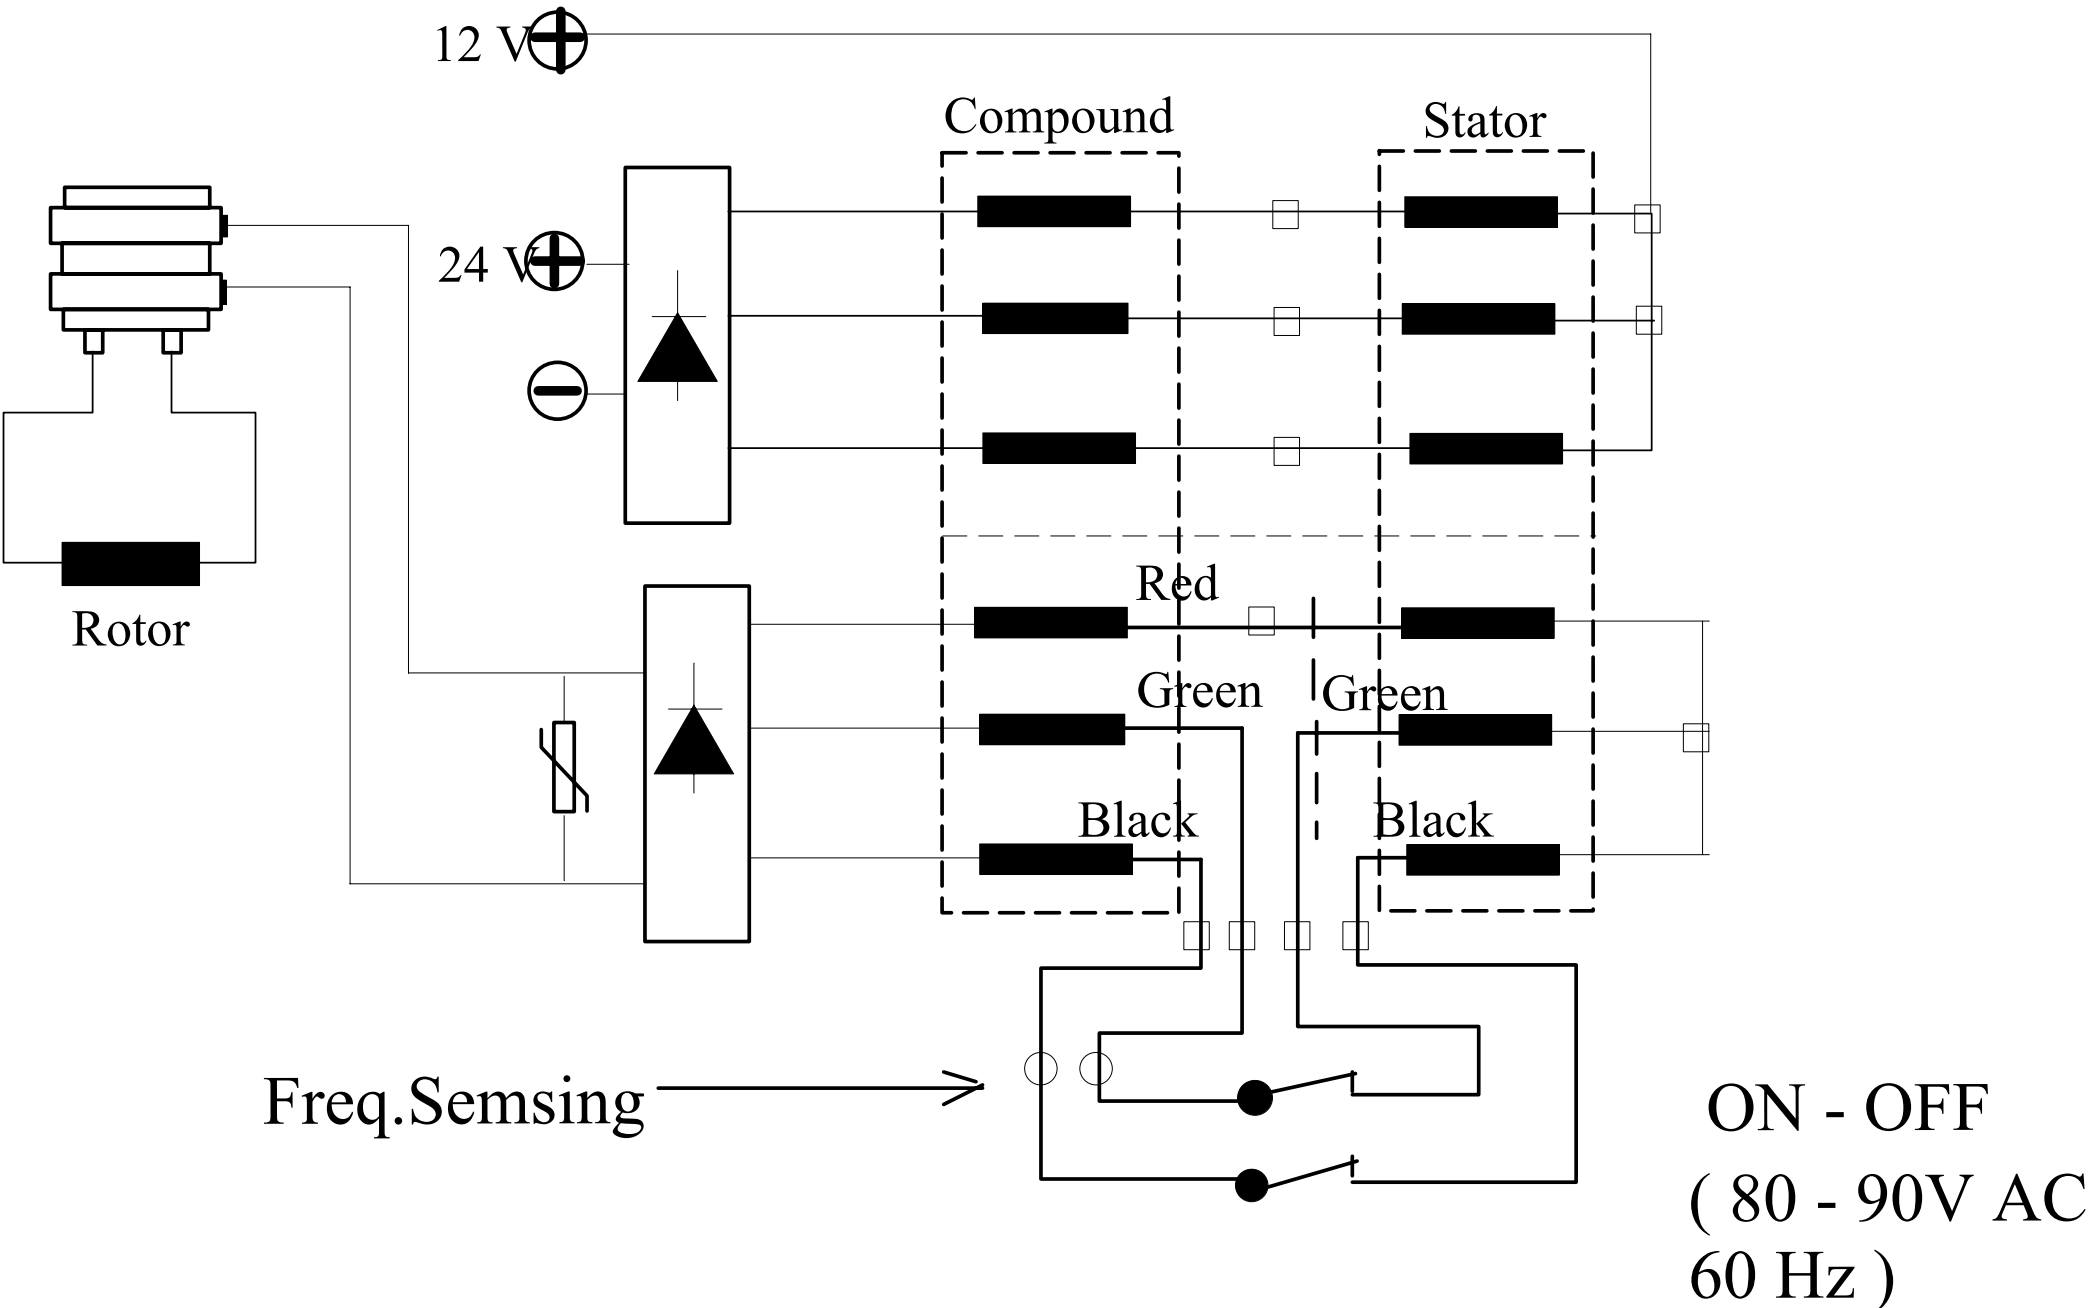 12 V
Compound
Stator
24 V
Red
Rotor
Green
Green
Black
Black
Freq.Semsing
ON - OFF
( 80 - 90V AC
60 Hz )